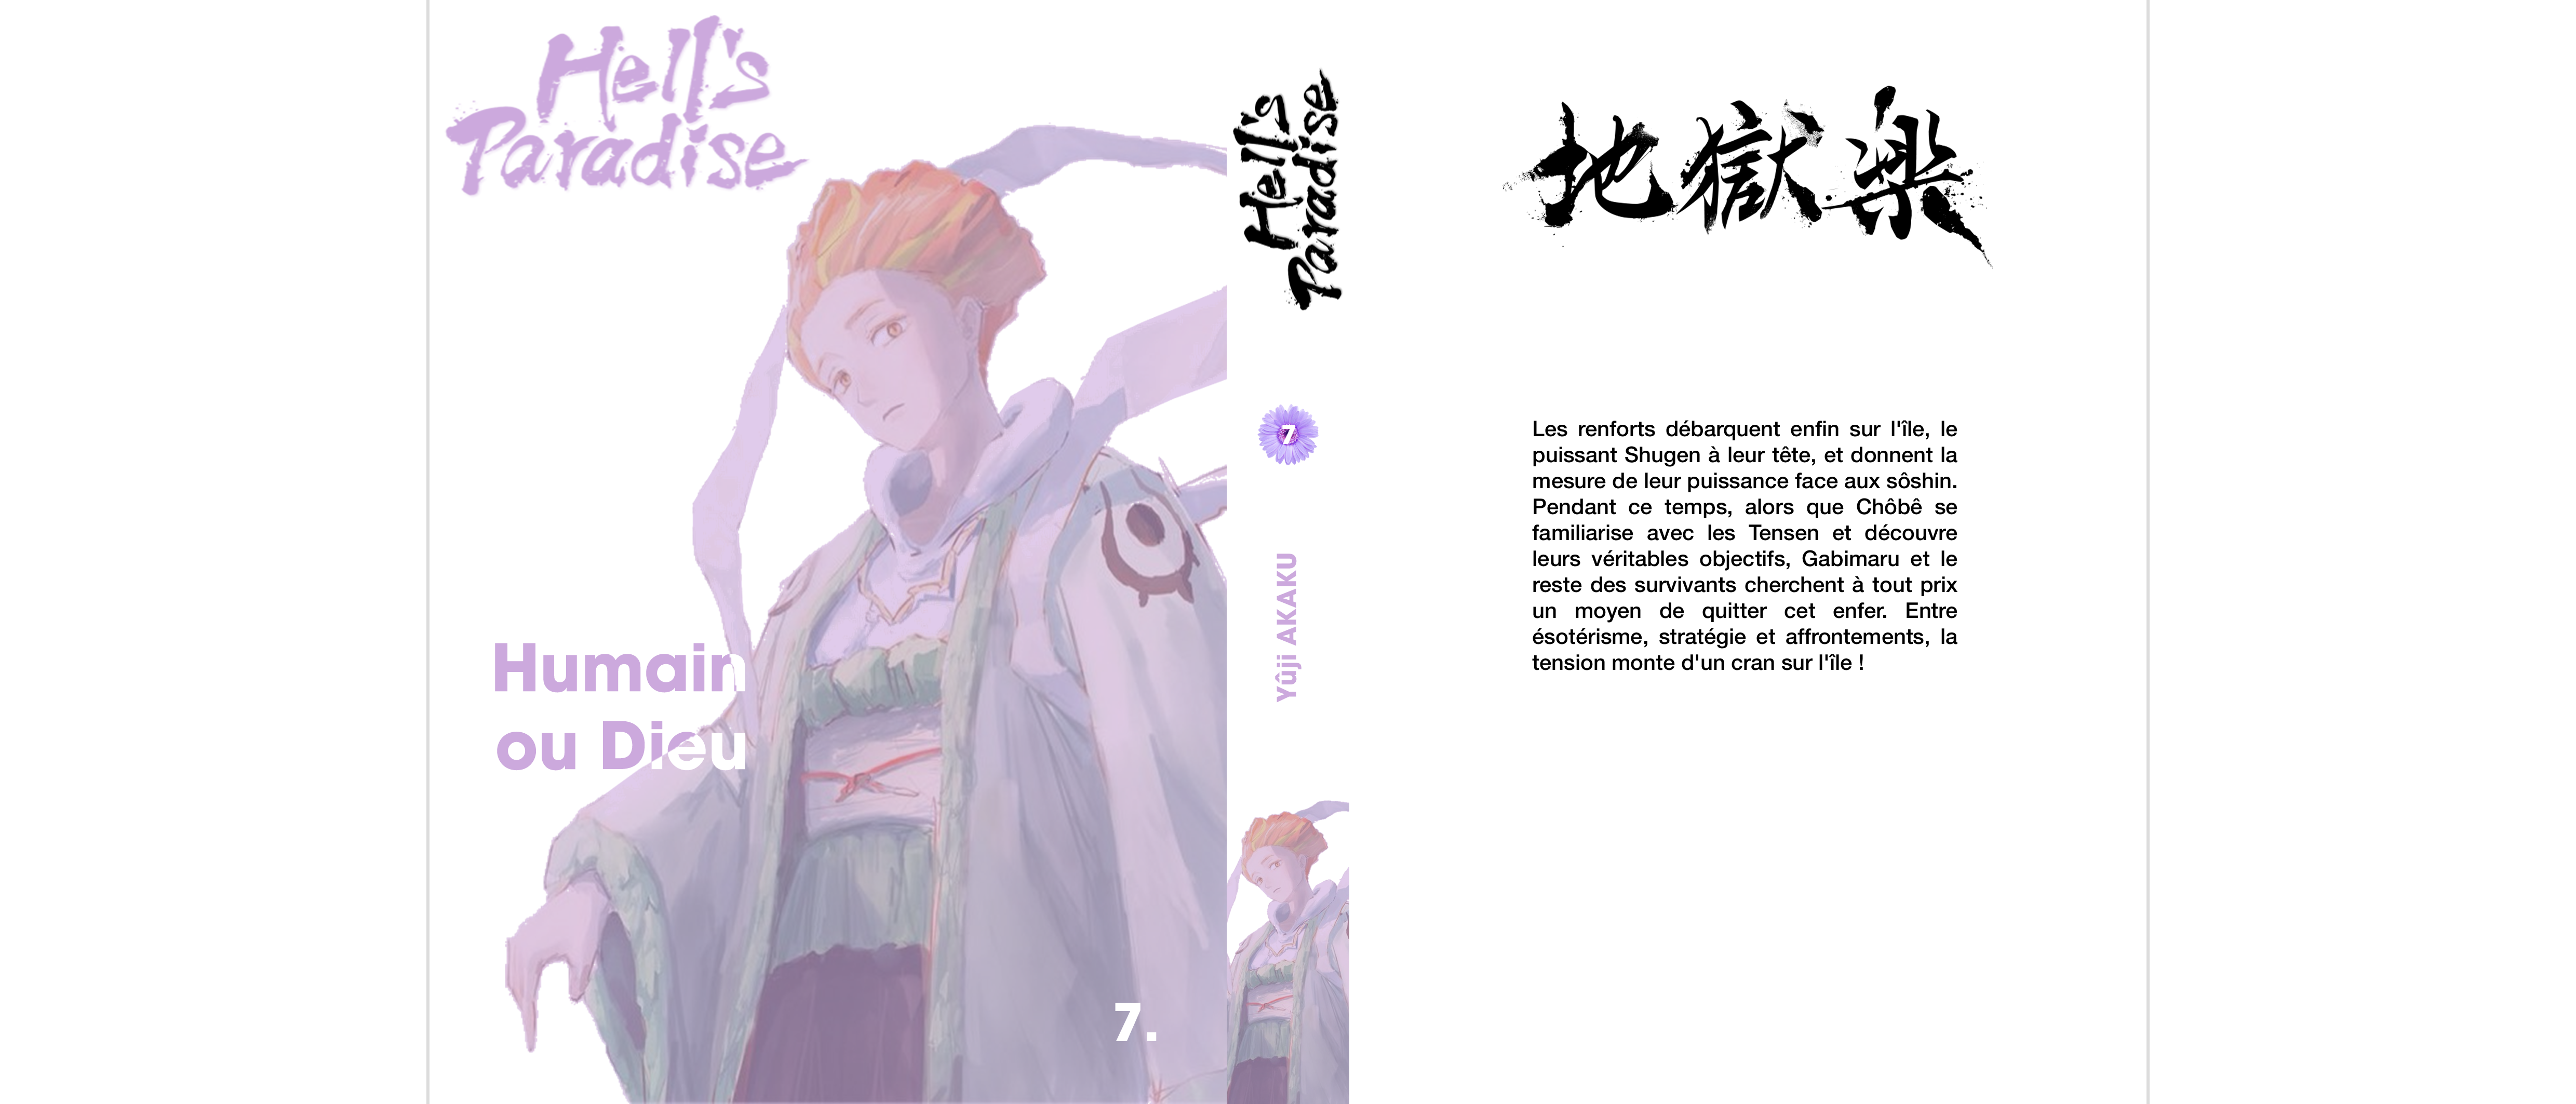 Hell's
Paradise
Humain
ou Dieu
7.
Hell's
Paradise
7
Yûji AKAKU
地獄楽
Les renforts débarquent enfin sur l'île, le
puissant Shugen à leur tête, et donnent la
mesure de leur puissance face aux sôshin.
Pendant ce temps, alors que Chôbê se
familiarise avec les Tensen et découvre
leurs véritables objectifs, Gabimaru et le
reste des survivants cherchent à tout prix
un moyen de quitter cet enfer. Entre
ésotérisme, stratégie et affrontements, la
tension monte d'un cran sur l'île !